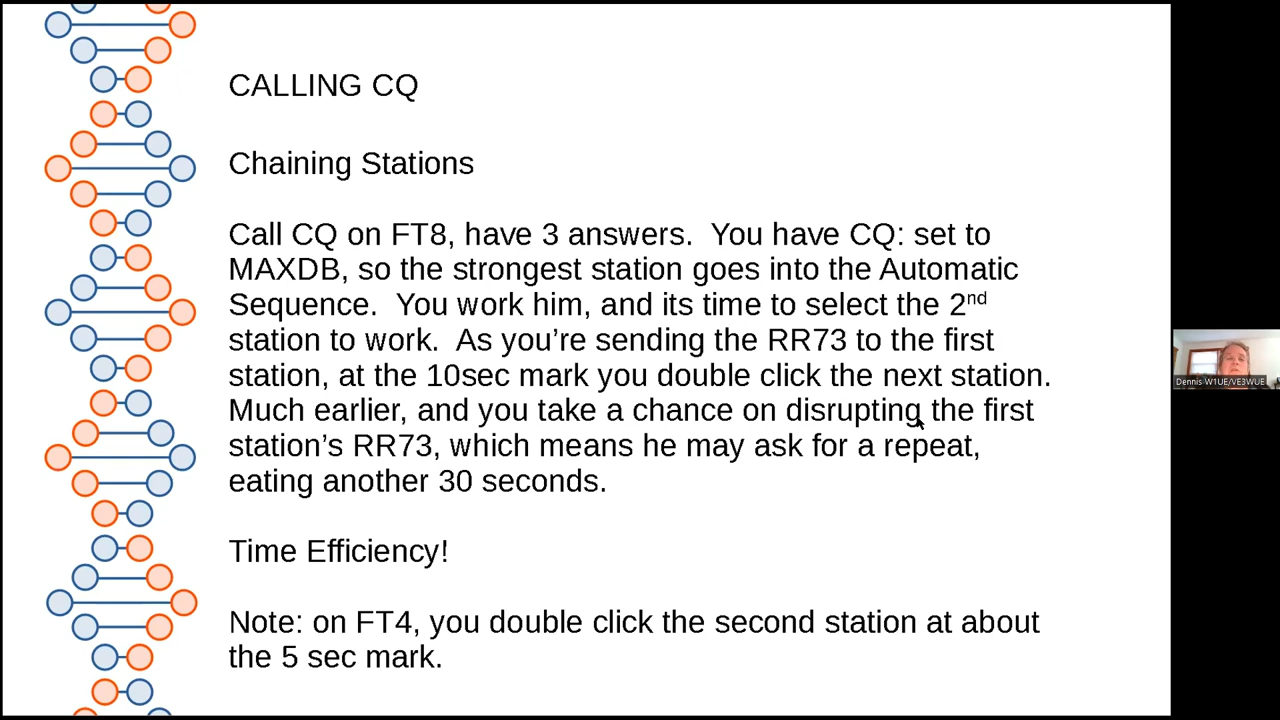 CALLING CQ
Chaining Stations
Call CQ on FT8, have 3 answers.  You have CQ: set to
MAXDB, so the strongest station goes into the Automatic
Sequence.  You work him, and its time to select the 2nd
station to work.  As you’re sending the RR73 to the first
station, at the 10sec mark you double click the next station.
Much earlier, and you take a chance on disrupting the first
station’s RR73, which means he may ask for a repeat,
eating another 30 seconds.
Time Efficiency!
Note: on FT4, you double click the second station at about
the 5 sec mark.
Dennis W1UE/VE3WUE